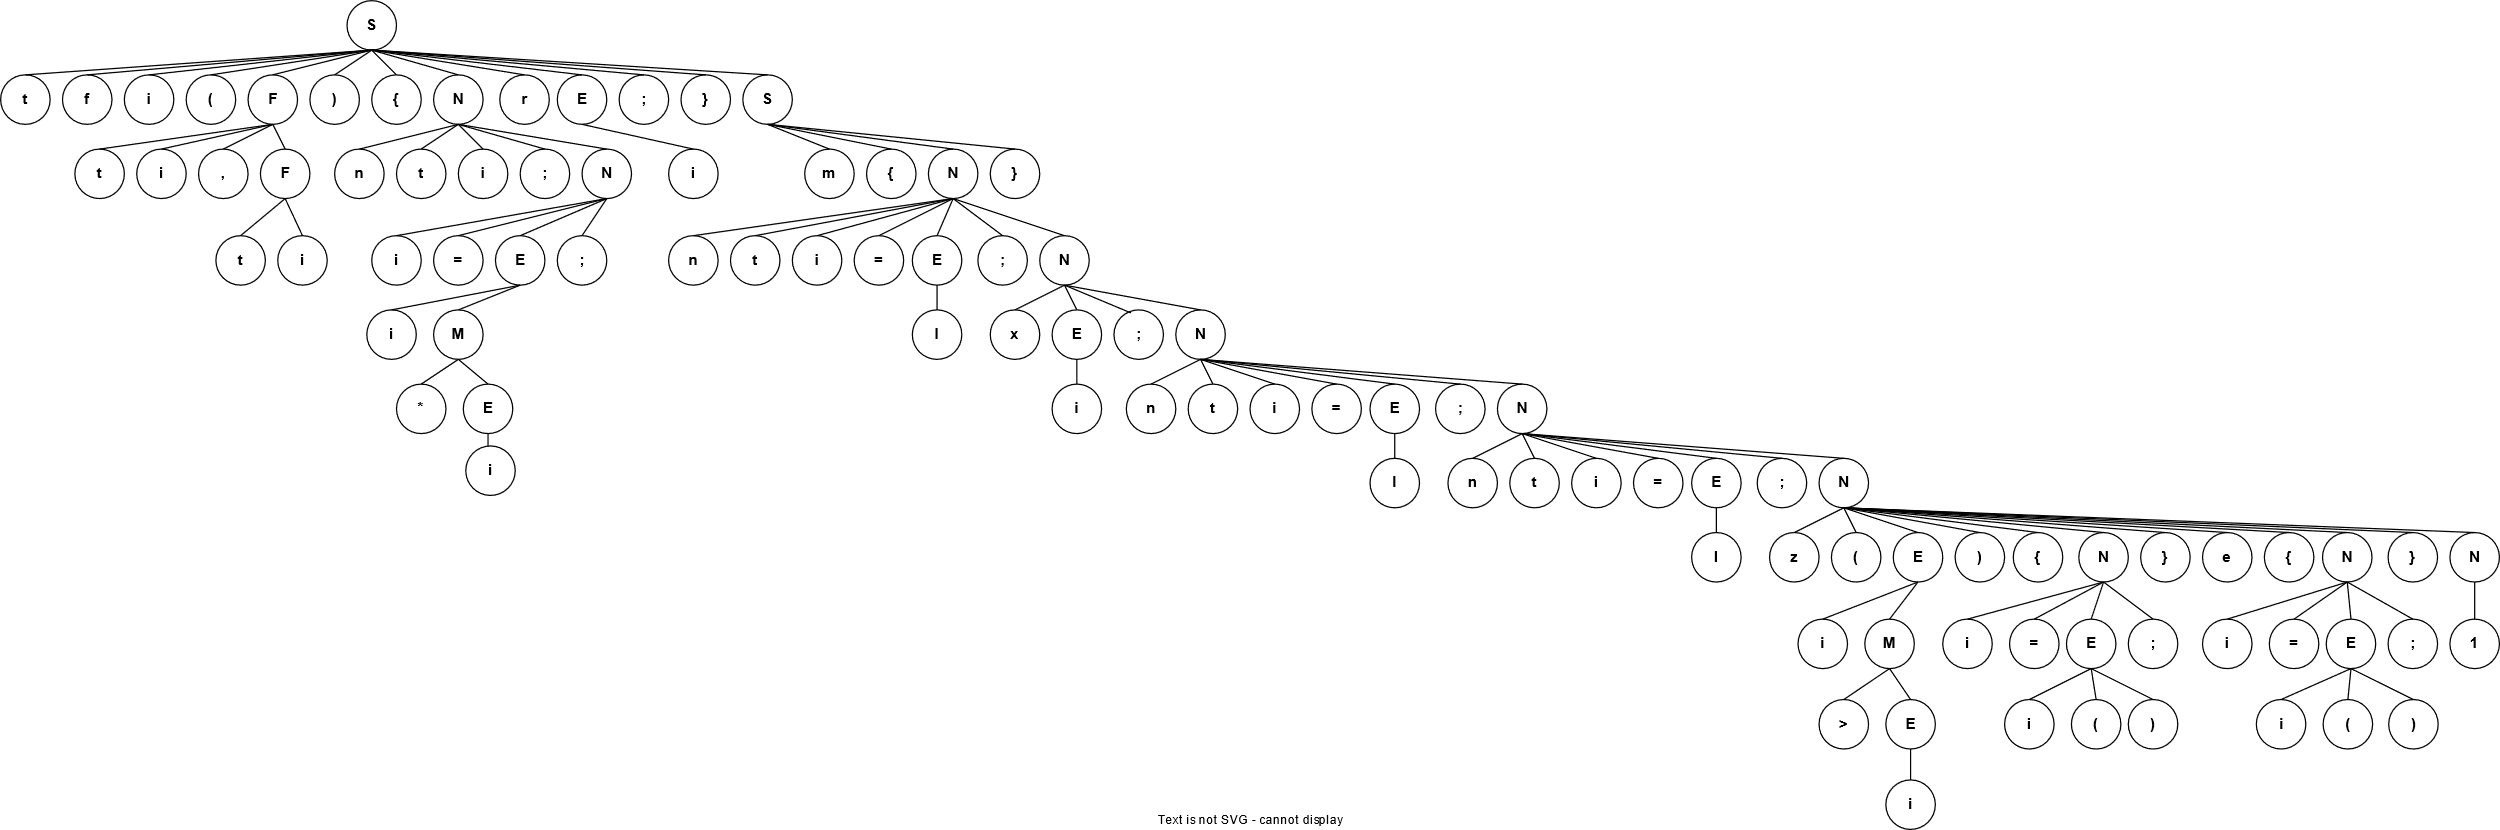 S
t f i ( F ) { N r E ; } S
t i , F n t i ; N i m { N }
t i i = E ; n t i = E ; N
i M l x E ; N
* E i n t i = E ; N
i l n t i = E ; N
l z ( E ) { N } e { N } N
i M i = E ; i = E ; 1
> E i ( ) i ( )
i
Text is not SVG - cannot display